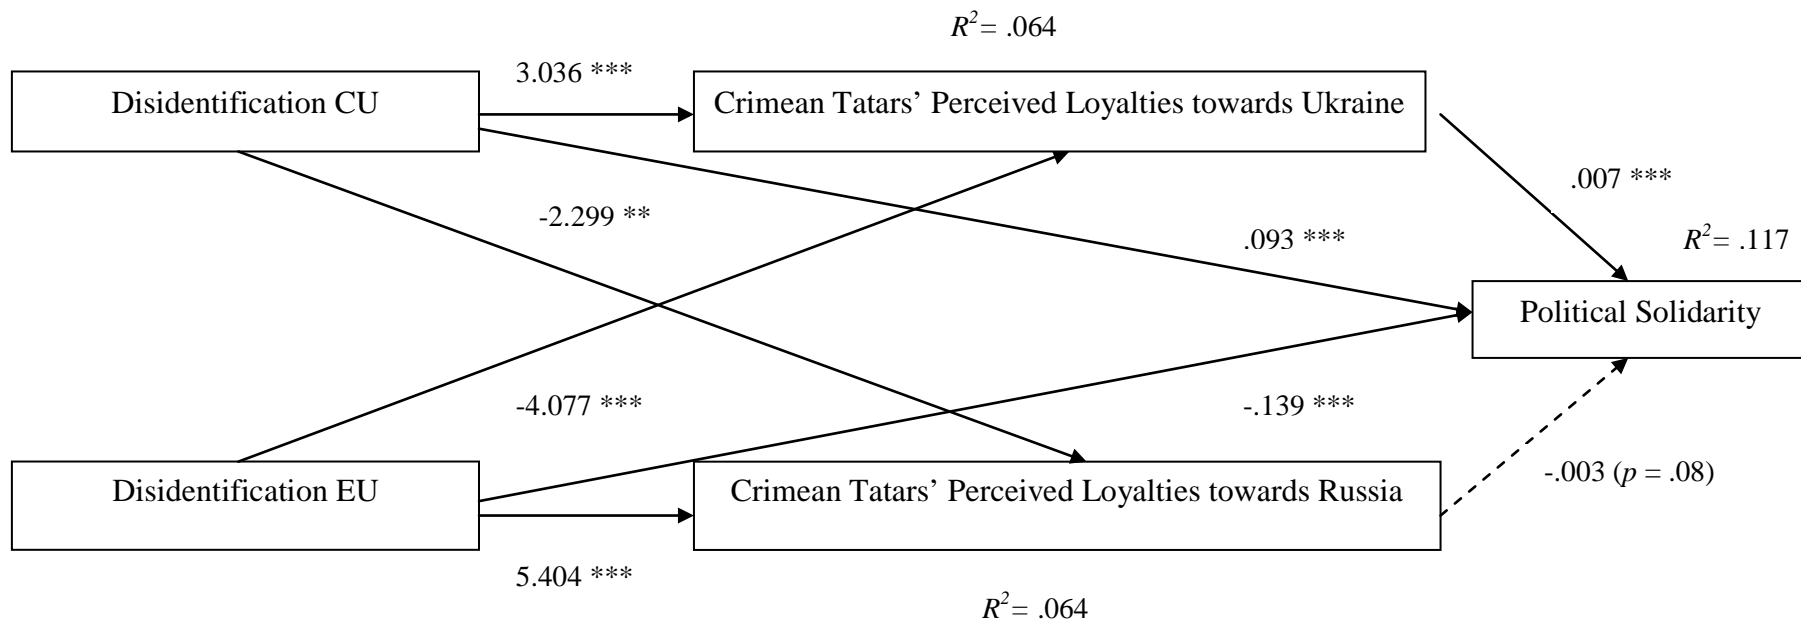 R²= .064
3.036 ***
Disidentification CU
Crimean Tatars’ Perceived Loyalties towards Ukraine
.007 ***
-2.299 **
.093 ***
R²= .117
Political Solidarity
-4.077 ***
-.139 ***
-.003 (p = .08)
Disidentification EU
Crimean Tatars’ Perceived Loyalties towards Russia
5.404 ***
R²= .064